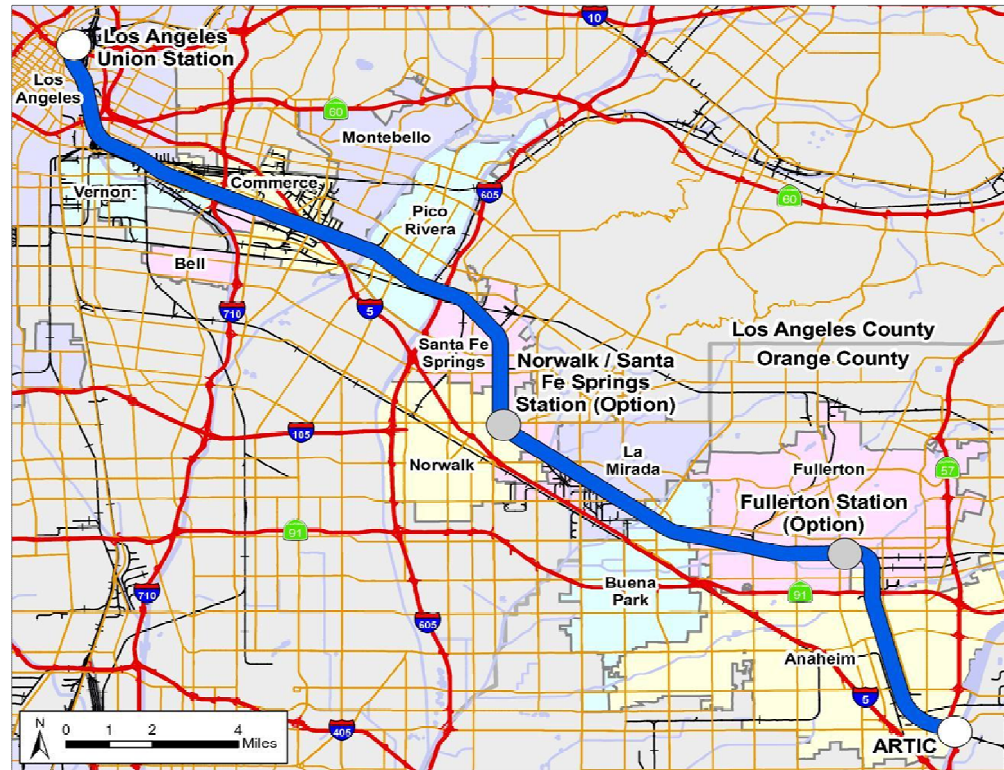 10
Los Angeles
Union Station
Los
Angeles
60
Montebello
Vernon
Commerce
605
60
Pico
Rivera
Bell
710
5
Los Angeles County
Orange County
Santa Fe
Springs
Norwalk / Santa
Fe Springs
Station (Option)
105
Norwalk
La
Mirada
Fullerton
57
Fullerton Station
(Option)
91
710
Buena
Park
91
605
Anaheim
5
N
0 1 2 4
Miles
405
ARTIC